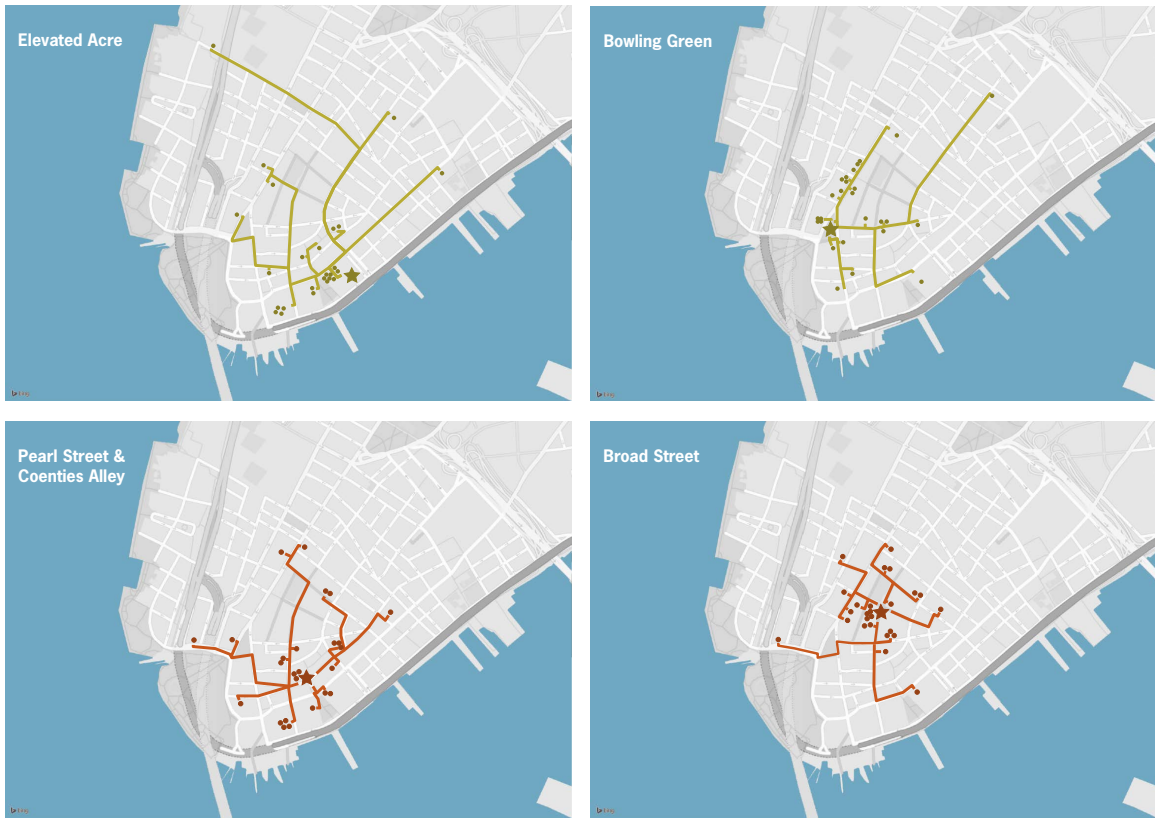 Elevated Acre
Bowling Green
Pearl Street &
Coenties Alley
Broad Street